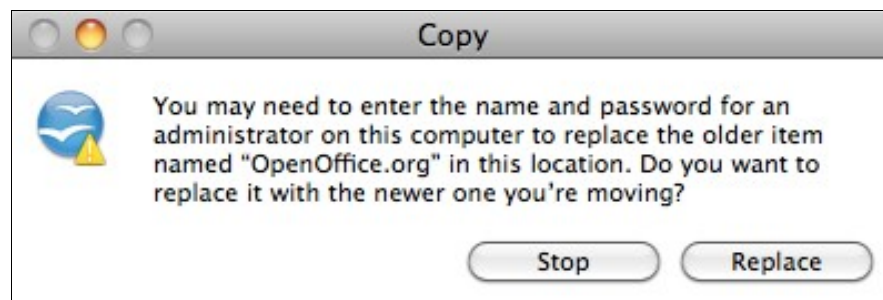 Copy
You may need to enter the name and password for an
administrator on this computer to replace the older item
named “OpenOffice.org” in this location. Do you want to
replace it with the newer one you’re moving?
Stop Replace